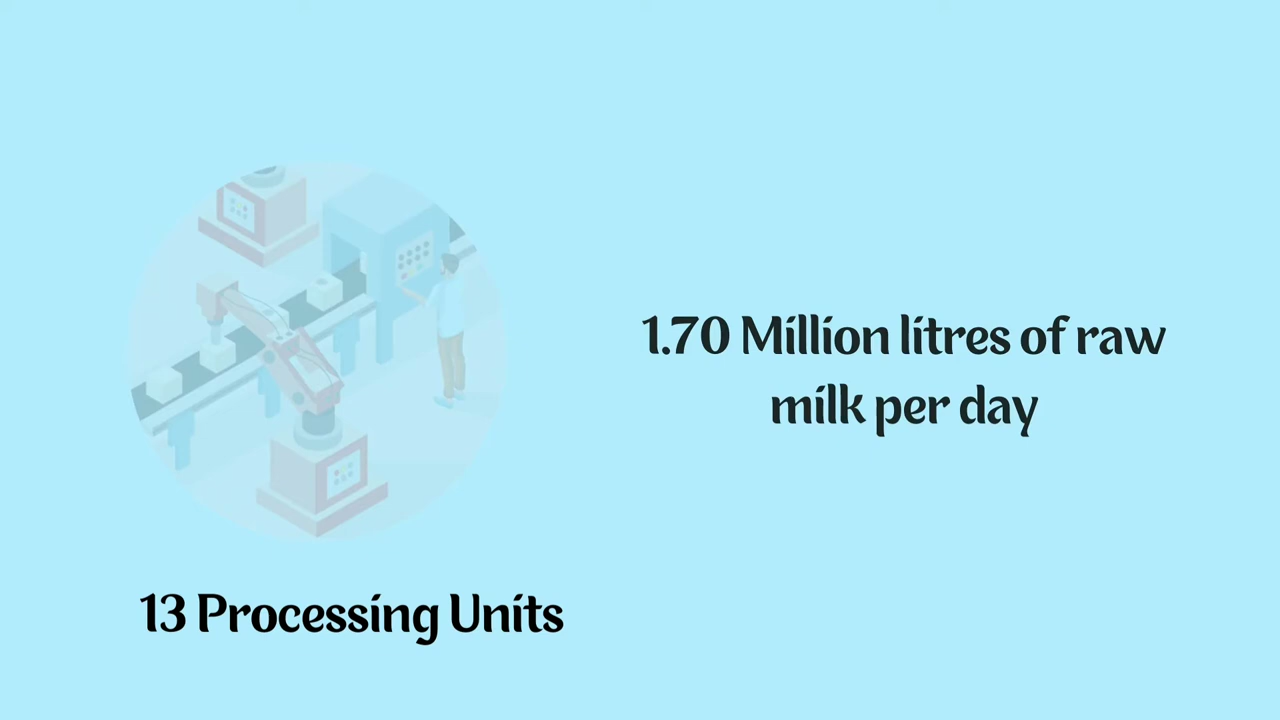 1.70 Million litres of raw
milk per day
13 Processing Units